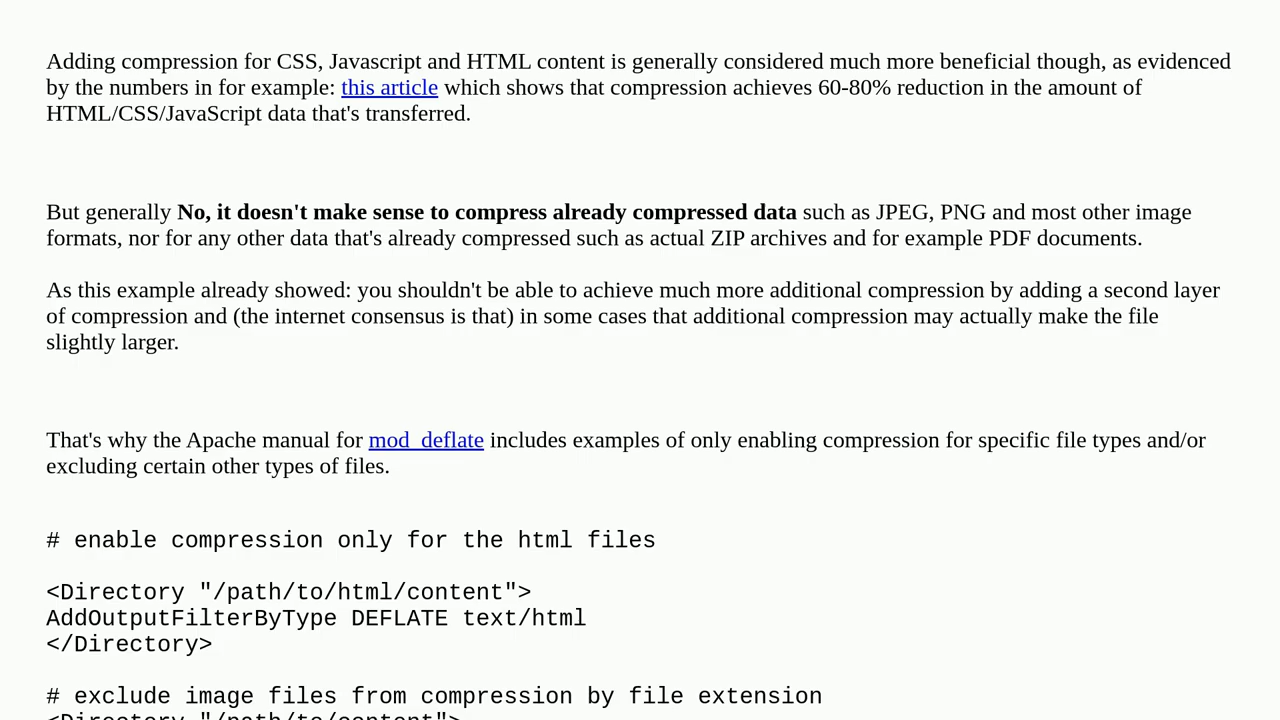 Adding compression for CSS, Javascript and HTML content is generally considered much more beneficial though, as evidenced
by the numbers in for example: this article which shows that compression achieves 60-80% reduction in the amount of
HTML/CSS/JavaScript data that's transferred.
But generally No, it doesn't make sense to compress already compressed data such as JPEG, PNG and most other image
formats, nor for any other data that's already compressed such as actual ZIP archives and for example PDF documents.
As this example already showed: you shouldn't be able to achieve much more additional compression by adding a second layer
of compression and (the internet consensus is that) in some cases that additional compression may actually make the file
slightly larger.
That's why the Apache manual for mod_deflate includes examples of only enabling compression for specific file types and/or
excluding certain other types of files.
# enable compression only for the html files
<Directory "/path/to/html/content">
AddOutputFilterByType DEFLATE text/html
</Directory>
# exclude image files from compression by file extension
<Directory "/path/to/content">